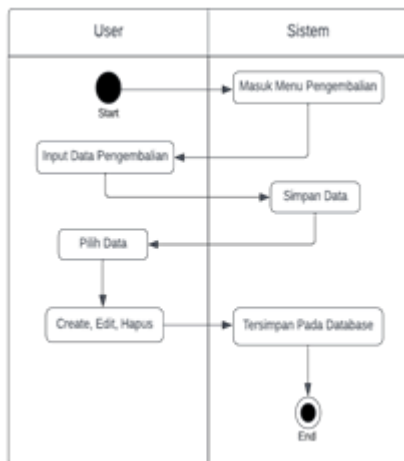 User
Sistem
Start
Masuk Menu Pengembalian
Input Data Pengembalian
Simpan Data
Pilih Data
Create, Edit, Hapus
Tersimpan Pada Database
End